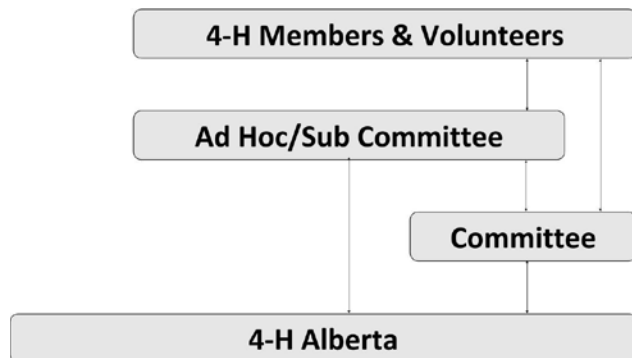 4-H Members & Volunteers
Ad Hoc/Sub Committee
Committee
4-H Alberta